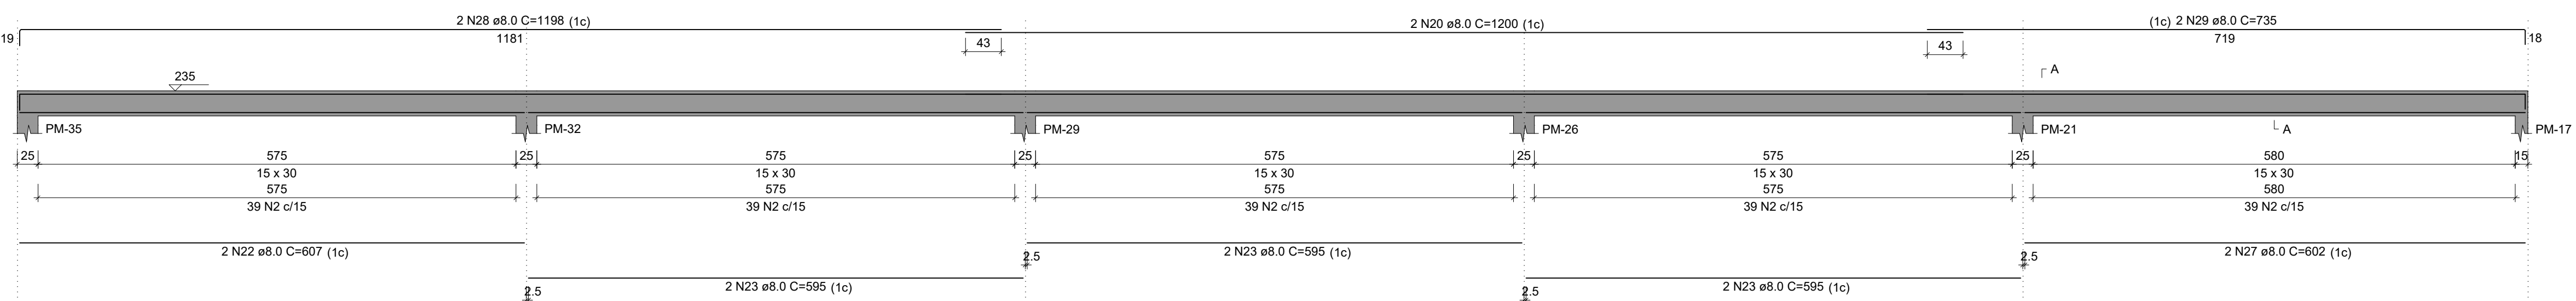 2 N28 ø8.0 C=1198 (1c)
2 N20 ø8.0 C=1200 (1c)
(1c) 2 N29 ø8.0 C=735
19
1181
43
43
719
18
A
235
PM-35
PM-32
PM-29
PM-26
PM-21
A
PM-17
25
575
25
575
25
575
25
575
25
580
15
15 x 30
15 x 30
15 x 30
15 x 30
15 x 30
575
575
575
575
580
39 N2 c/15
39 N2 c/15
39 N2 c/15
39 N2 c/15
39 N2 c/15
2 N22 ø8.0 C=607 (1c)
2 N23 ø8.0 C=595 (1c)
2 N27 ø8.0 C=602 (1c)
2.5
2.5
2 N23 ø8.0 C=595 (1c)
2 N23 ø8.0 C=595 (1c)
2.5
2.5